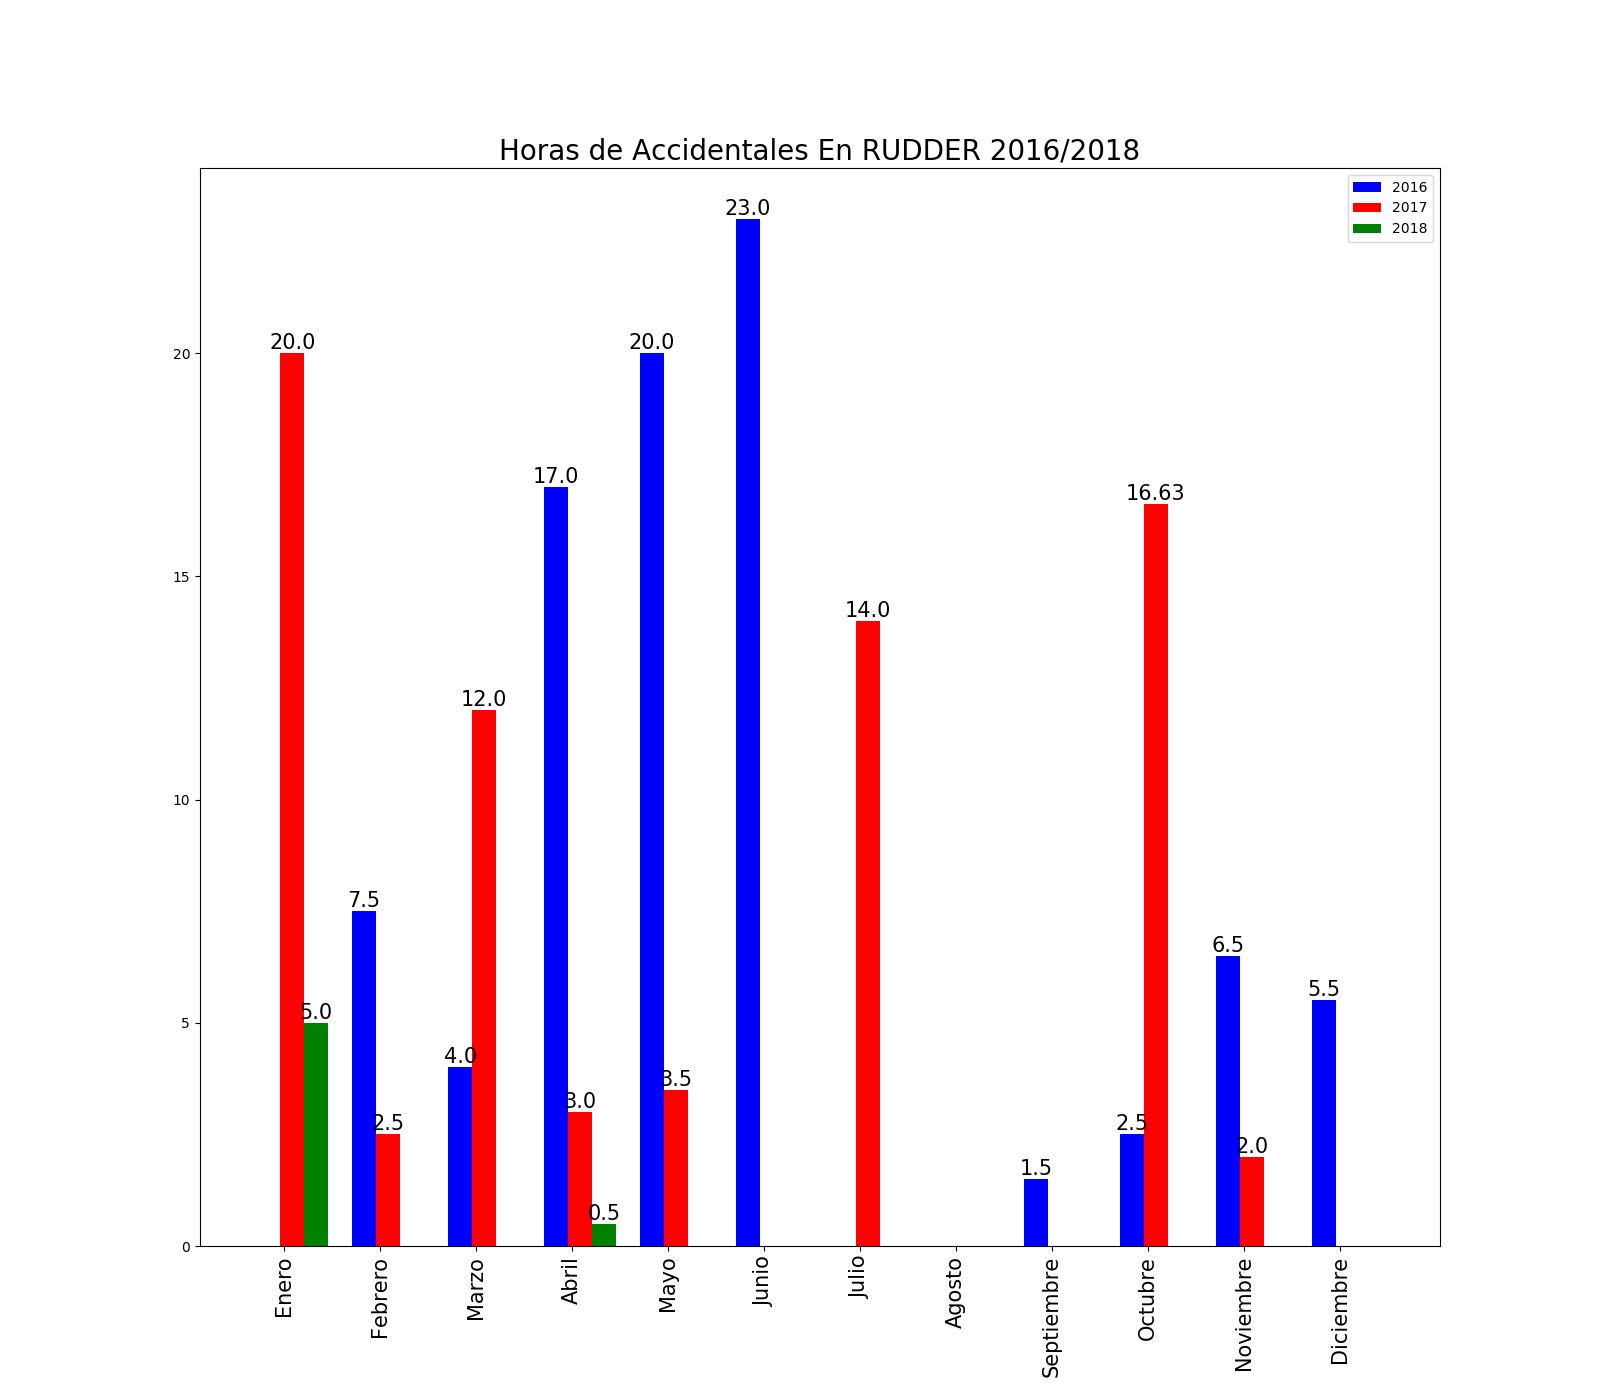 Horas de Accidentales En RUDDER 2016/2018
2016
2017
2018
23.0
20.0
20.0
17.0
16.63
14.0
12.0
7.5
6.5
5.5
5.0
4.0
3.5
3.0
2.5
2.5
2.0
1.5
0.5
20
15
10
5
0
Enero
Febrero
Marzo
Abril
Mayo
Junio
Julio
Agosto
Septiembre
Octubre
Noviembre
Diciembre